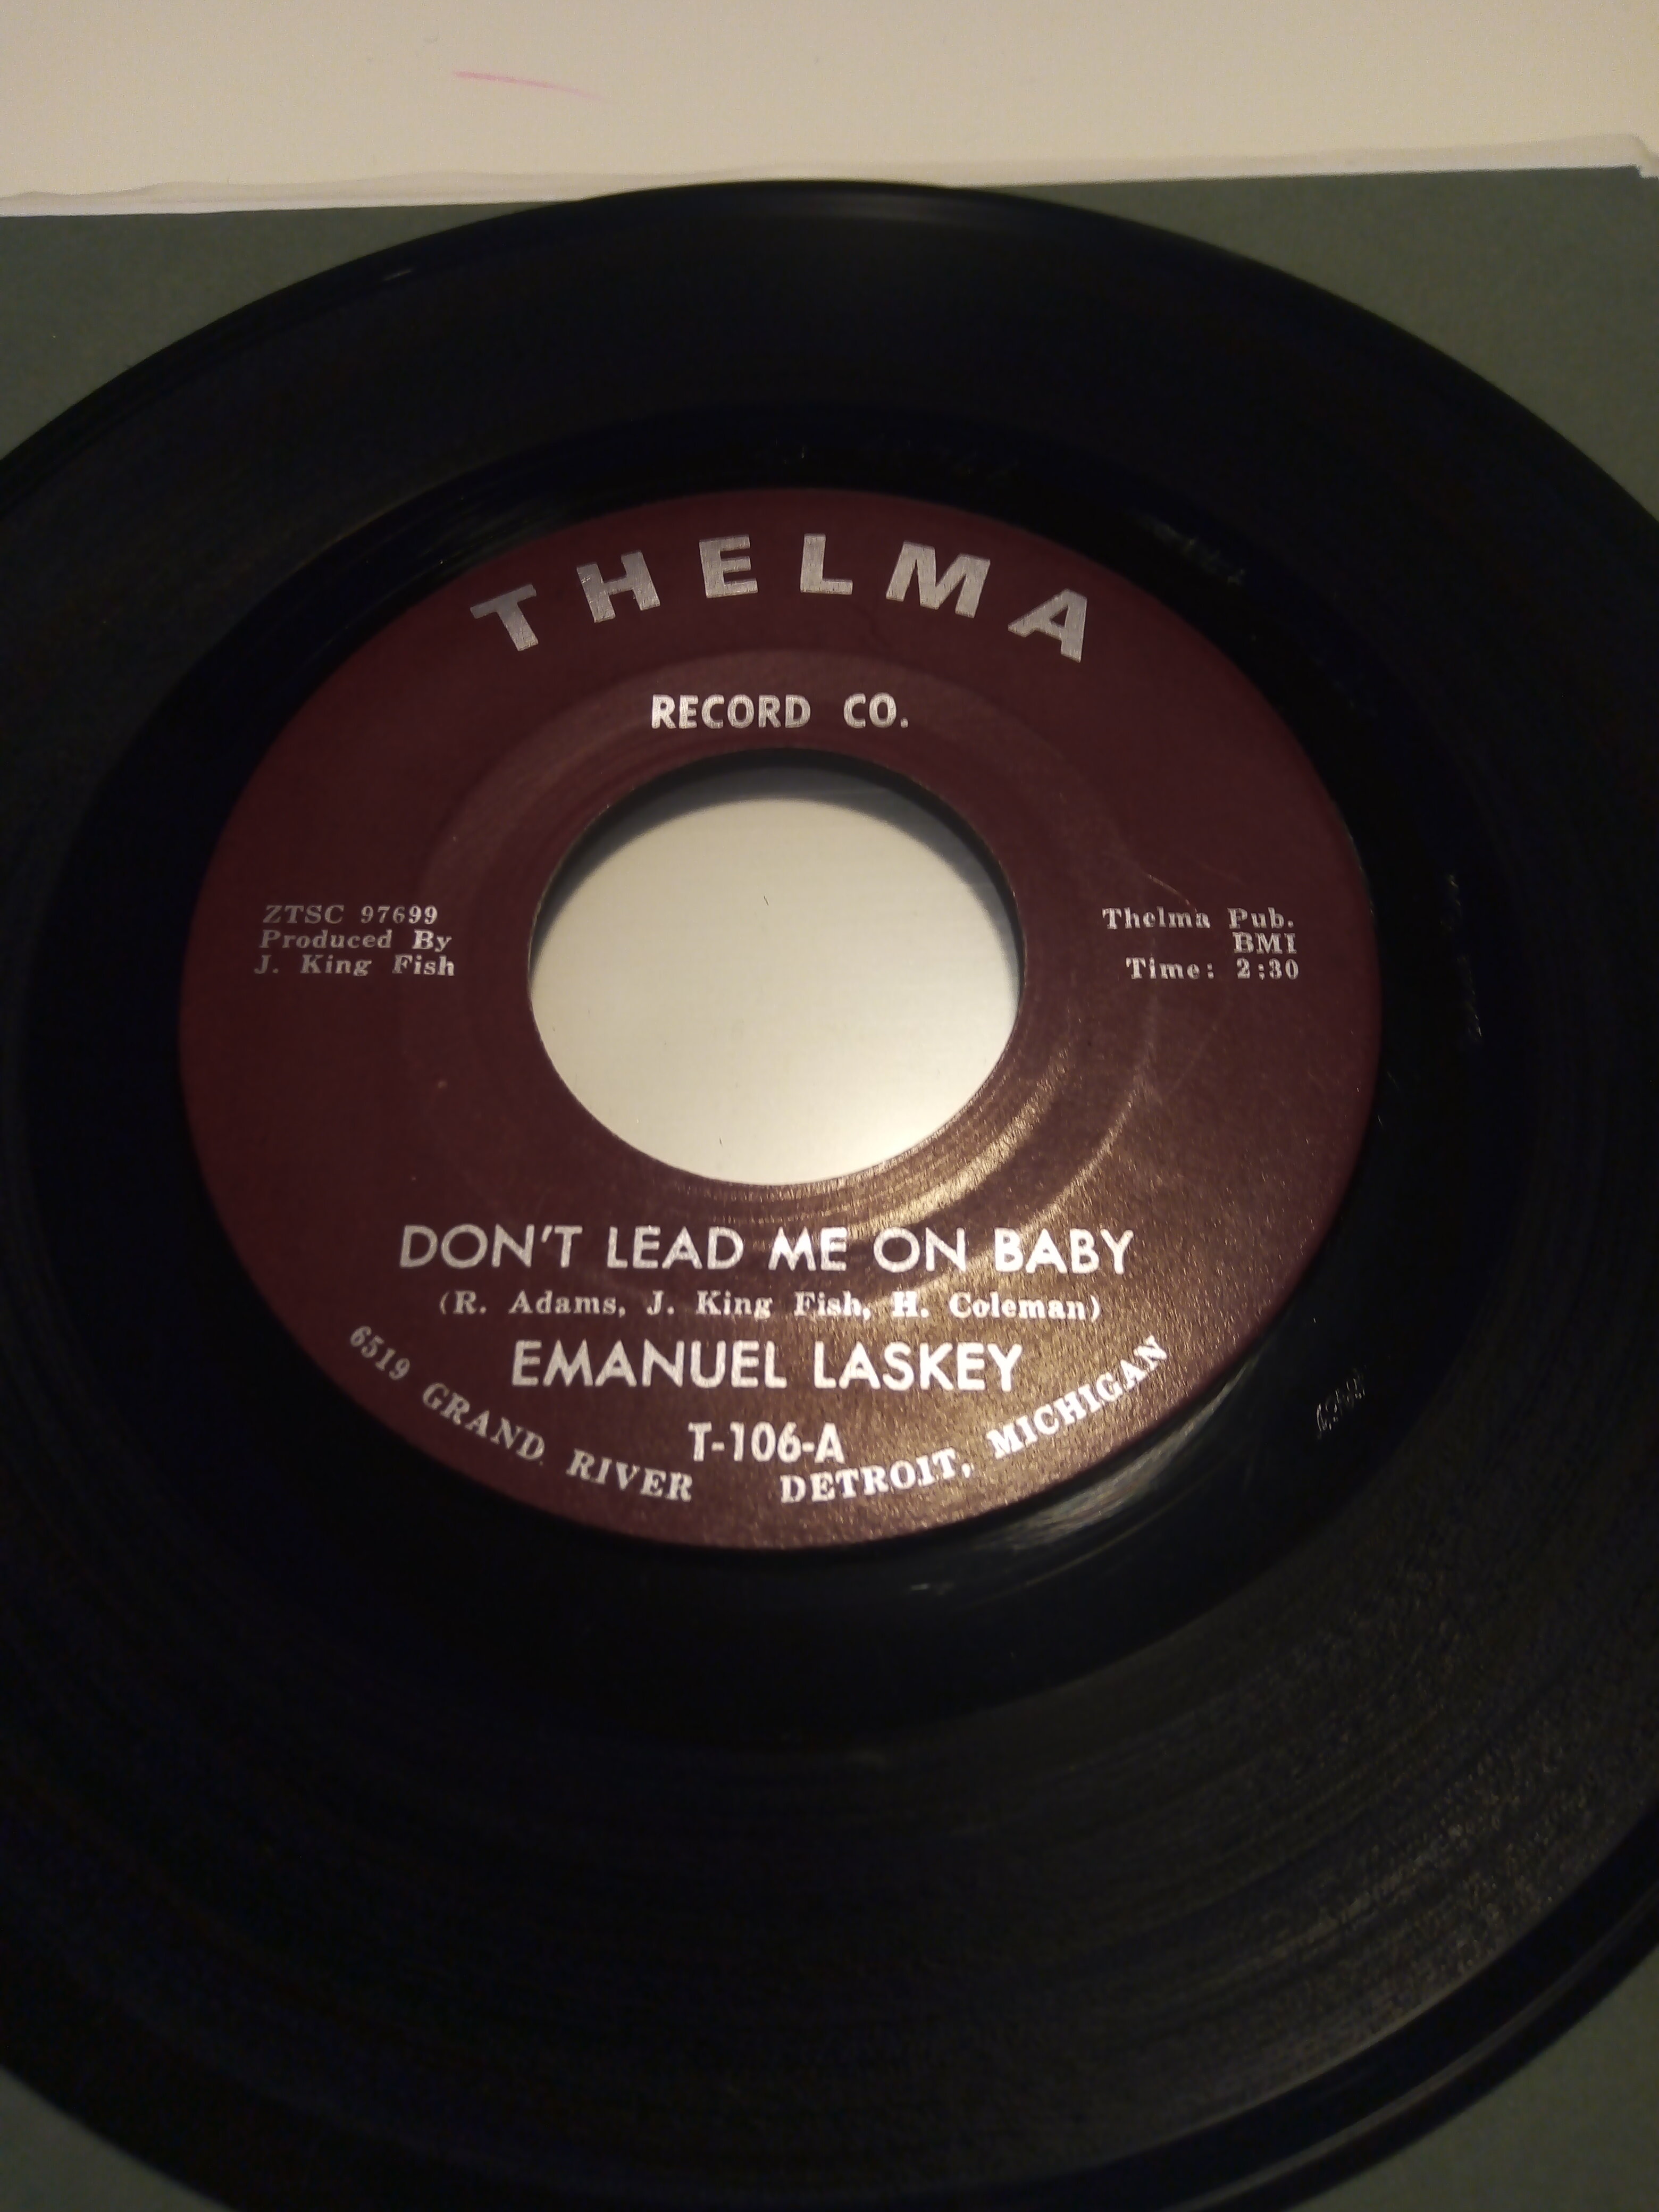 THELMA
RECORD CO.
ZTSC 97699
Produced By
J. King Fish
Thelma Pub.
BMI
Time: 2:30
DON'T LEAD ME ON BABY
(R. Adams, J. King Fish, H. Coleman)
EMANUEL LASKEY
T-106-A
6519 GRAND RIVER DETROIT, MICHIGAN